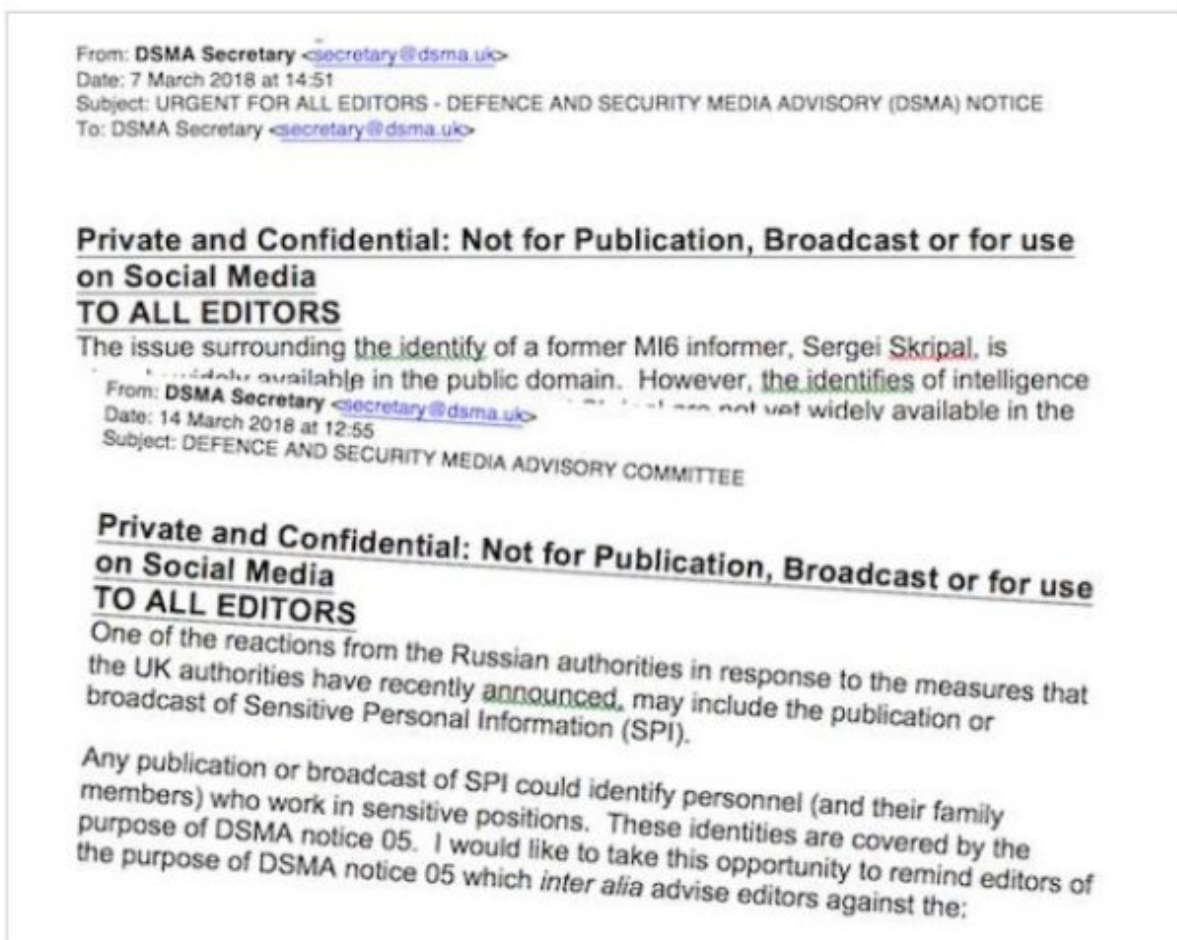 From: DSMA Secretary <secretary@dsma.uk>
Date: 7 March 2018 at 14:51
Subject: URGENT FOR ALL EDITORS - DEFENCE AND SECURITY MEDIA ADVISORY (DSMA) NOTICE
To: DSMA Secretary <secretary@dsma.uk>
Private and Confidential: Not for Publication, Broadcast or for use
on Social Media
TO ALL EDITORS
The issue surrounding the identify of a former MI6 informer, Sergei Skripal, is
widely available in the public domain.  However, the identifies of intelligence
are not yet widely available in the
From: DSMA Secretary <secretary@dsma.uk>
Date: 14 March 2018 at 12:55
Subject: DEFENCE AND SECURITY MEDIA ADVISORY COMMITTEE
Private and Confidential: Not for Publication, Broadcast or for use
on Social Media
TO ALL EDITORS
One of the reactions from the Russian authorities in response to the measures that
the UK authorities have recently announced, may include the publication or
broadcast of Sensitive Personal Information (SPI).
Any publication or broadcast of SPI could identify personnel (and their family
members) who work in sensitive positions.  These identities are covered by the
purpose of DSMA notice 05.  I would like to take this opportunity to remind editors of
the purpose of DSMA notice 05 which inter alia advise editors against the: